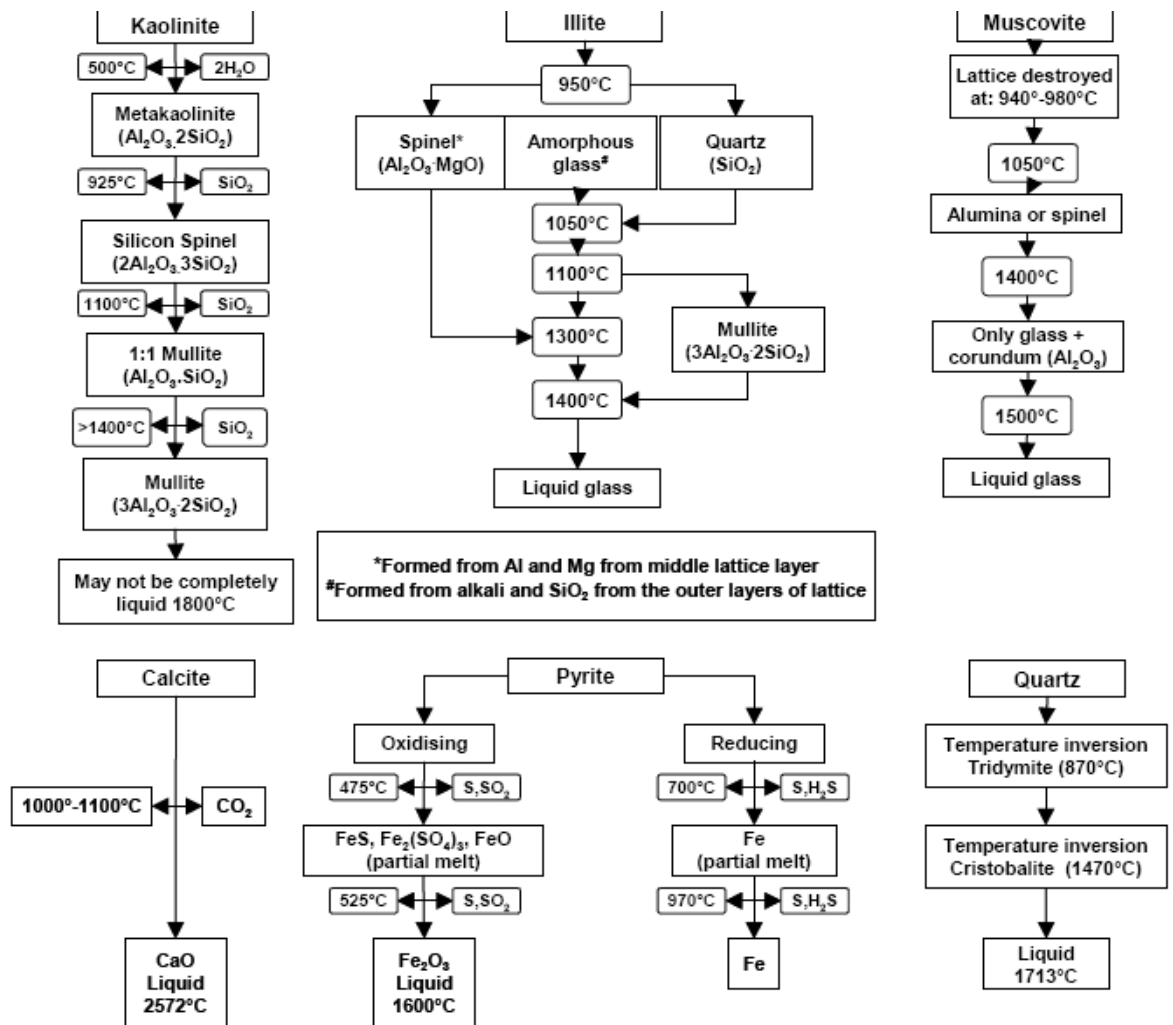 Kaolinite
500°C
2H₂O
Metakaolinite
(Al₂O₃.2SiO₂)
925°C
SiO₂
Silicon Spinel
(2Al₂O₃.3SiO₂)
1100°C
SiO₂
1:1 Mullite
(Al₂O₃.SiO₂)
>1400°C
SiO₂
Mullite
(3Al₂O₃·2SiO₂)
May not be completely
liquid 1800°C
Illite
950°C
Spinel*
(Al₂O₃·MgO)
Amorphous
glass#
Quartz
(SiO₂)
1050°C
1100°C
1300°C
Mullite
(3Al₂O₃·2SiO₂)
1400°C
Liquid glass
Muscovite
Lattice destroyed
at: 940°-980°C
1050°C
Alumina or spinel
1400°C
Only glass +
corundum (Al₂O₃)
1500°C
Liquid glass
*Formed from Al and Mg from middle lattice layer
#Formed from alkali and SiO₂ from the outer layers of lattice
Calcite
1000°-1100°C
CO₂
CaO
Liquid
2572°C
Pyrite
Oxidising
475°C
S,SO₂
FeS, Fe₂(SO₄)₃, FeO
(partial melt)
525°C
S,SO₂
Fe₂O₃
Liquid
1600°C
Reducing
700°C
S,H₂S
Fe
(partial melt)
970°C
S,H₂S
Fe
Quartz
Temperature inversion
Tridymite (870°C)
Temperature inversion
Cristobalite (1470°C)
Liquid
1713°C